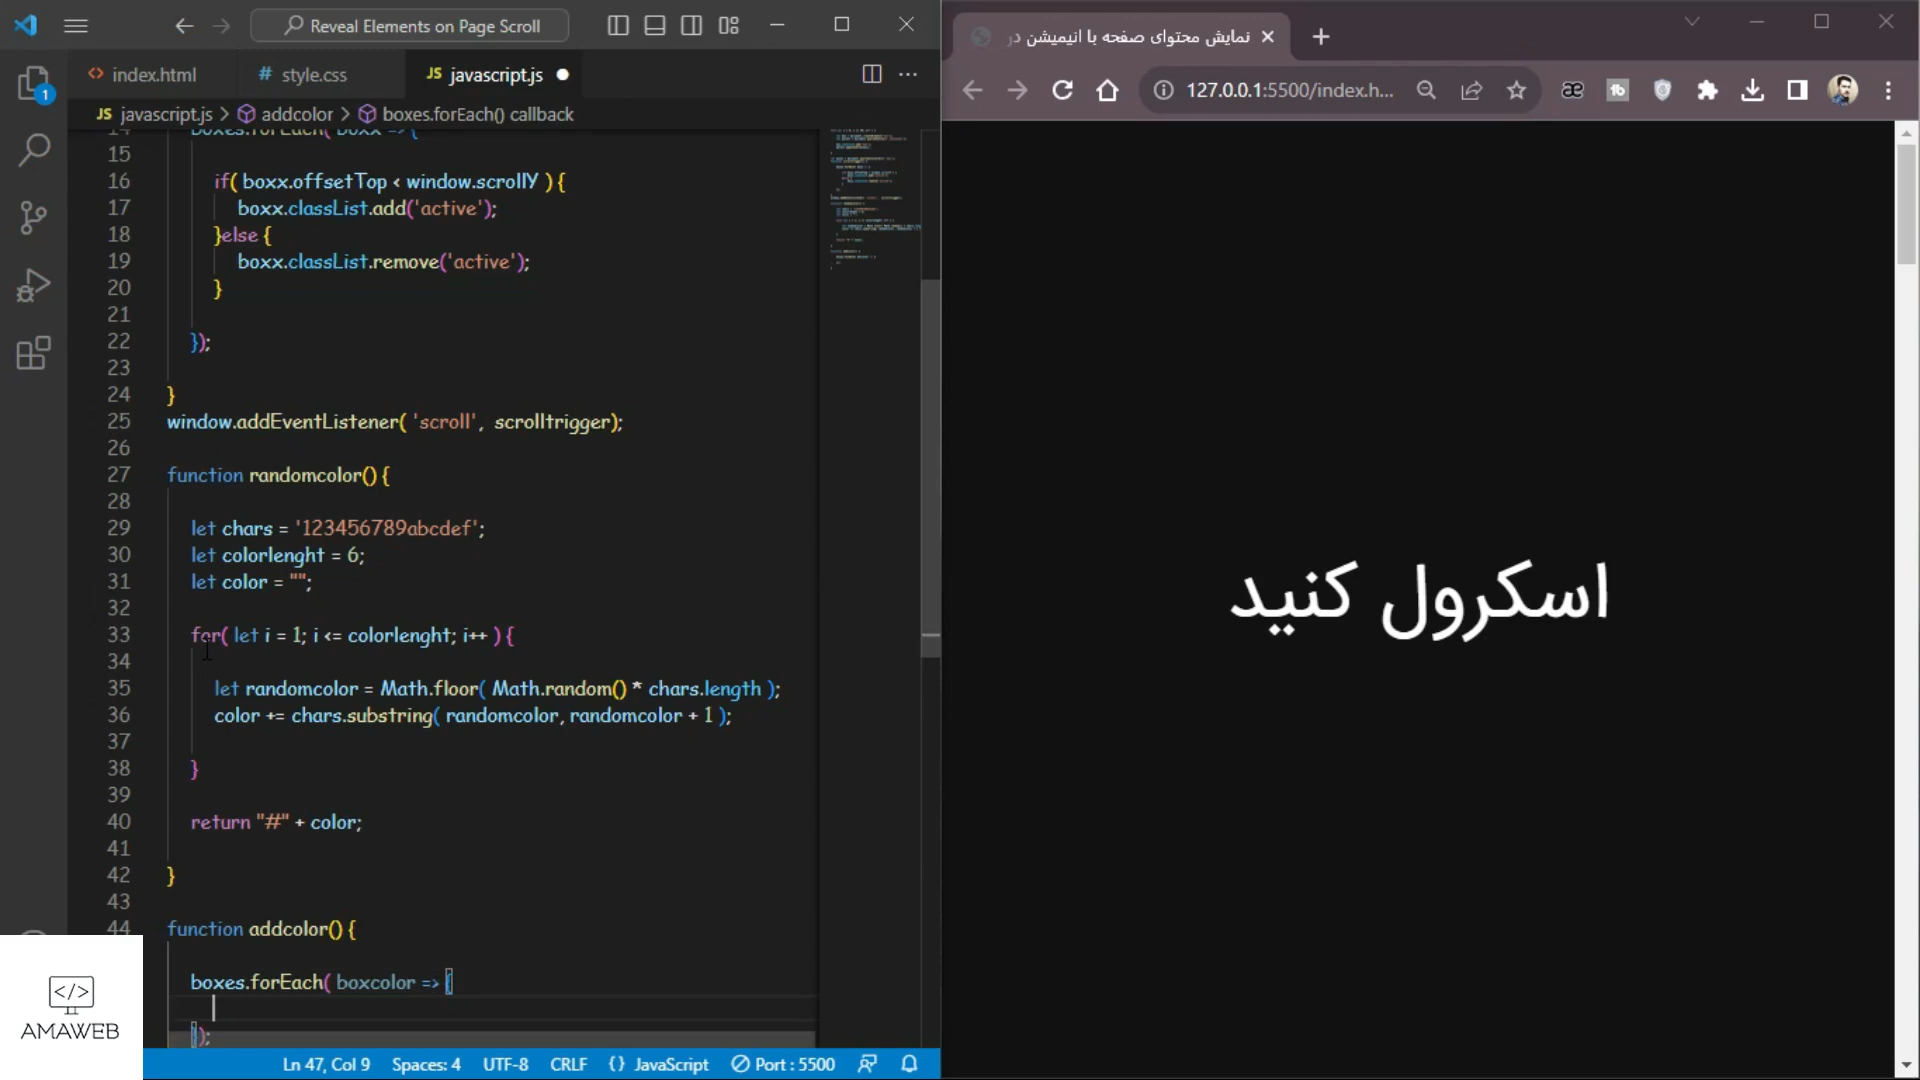 Reveal Elements on Page Scroll
index.html
style.css
javascript.js
javascript.js > addcolor > boxes.forEach() callback
1
14 boxes.forEach( boxx => {
15
16 if( boxx.offsetTop < window.scrollY ) {
17 boxx.classList.add('active');
18 }else {
19 boxx.classList.remove('active');
20 }
21
22 });
23
24 }
25 window.addEventListener( 'scroll', scrolltrigger);
26
27 function randomcolor() {
28
29 let chars = '123456789abcdef';
30 let colorlenght = 6;
31 let color = "";
32
33 for( let i = 1; i <= colorlenght; i++ ) {
34
35 let randomcolor = Math.floor( Math.random() * chars.length );
36 color += chars.substring( randomcolor, randomcolor + 1 );
37
38 }
39
40 return "#" + color;
41
42 }
43
44 function addcolor() {
boxes.forEach( boxcolor => {
});
</>
AMAWEB
Ln 47, Col 9 Spaces: 4 UTF-8 CRLF {} JavaScript Port : 5500
نمایش محتوای صفحه با انیمیشن در
127.0.0.1:5500/index.h...
اسکرول کنید